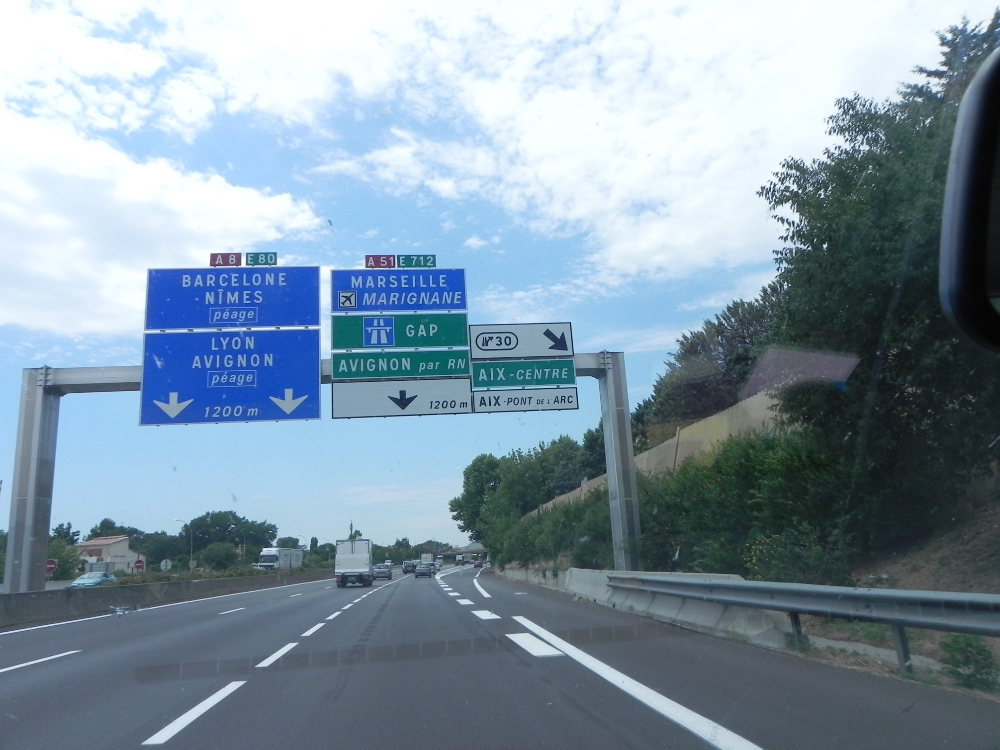 A 8 E 80
BARCELONE
NÎMES
péage
LYON
AVIGNON
péage
1200 m
A 51 E 712
MARSEILLE
MARIGNANE
GAP
AVIGNON par RN
1200 m
30
AIX-CENTRE
AIX-PONT DE L'ARC